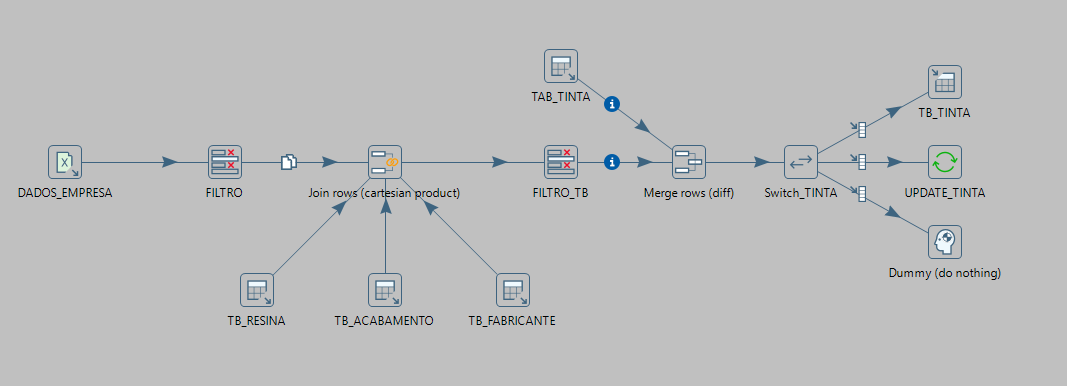 TAB_TINTA
TB_TINTA
DADOS_EMPRESA
FILTRO
Join rows (cartesian product)
FILTRO_TB
Merge rows (diff)
Switch_TINTA
UPDATE_TINTA
Dummy (do nothing)
TB_RESINA
TB_ACABAMENTO
TB_FABRICANTE